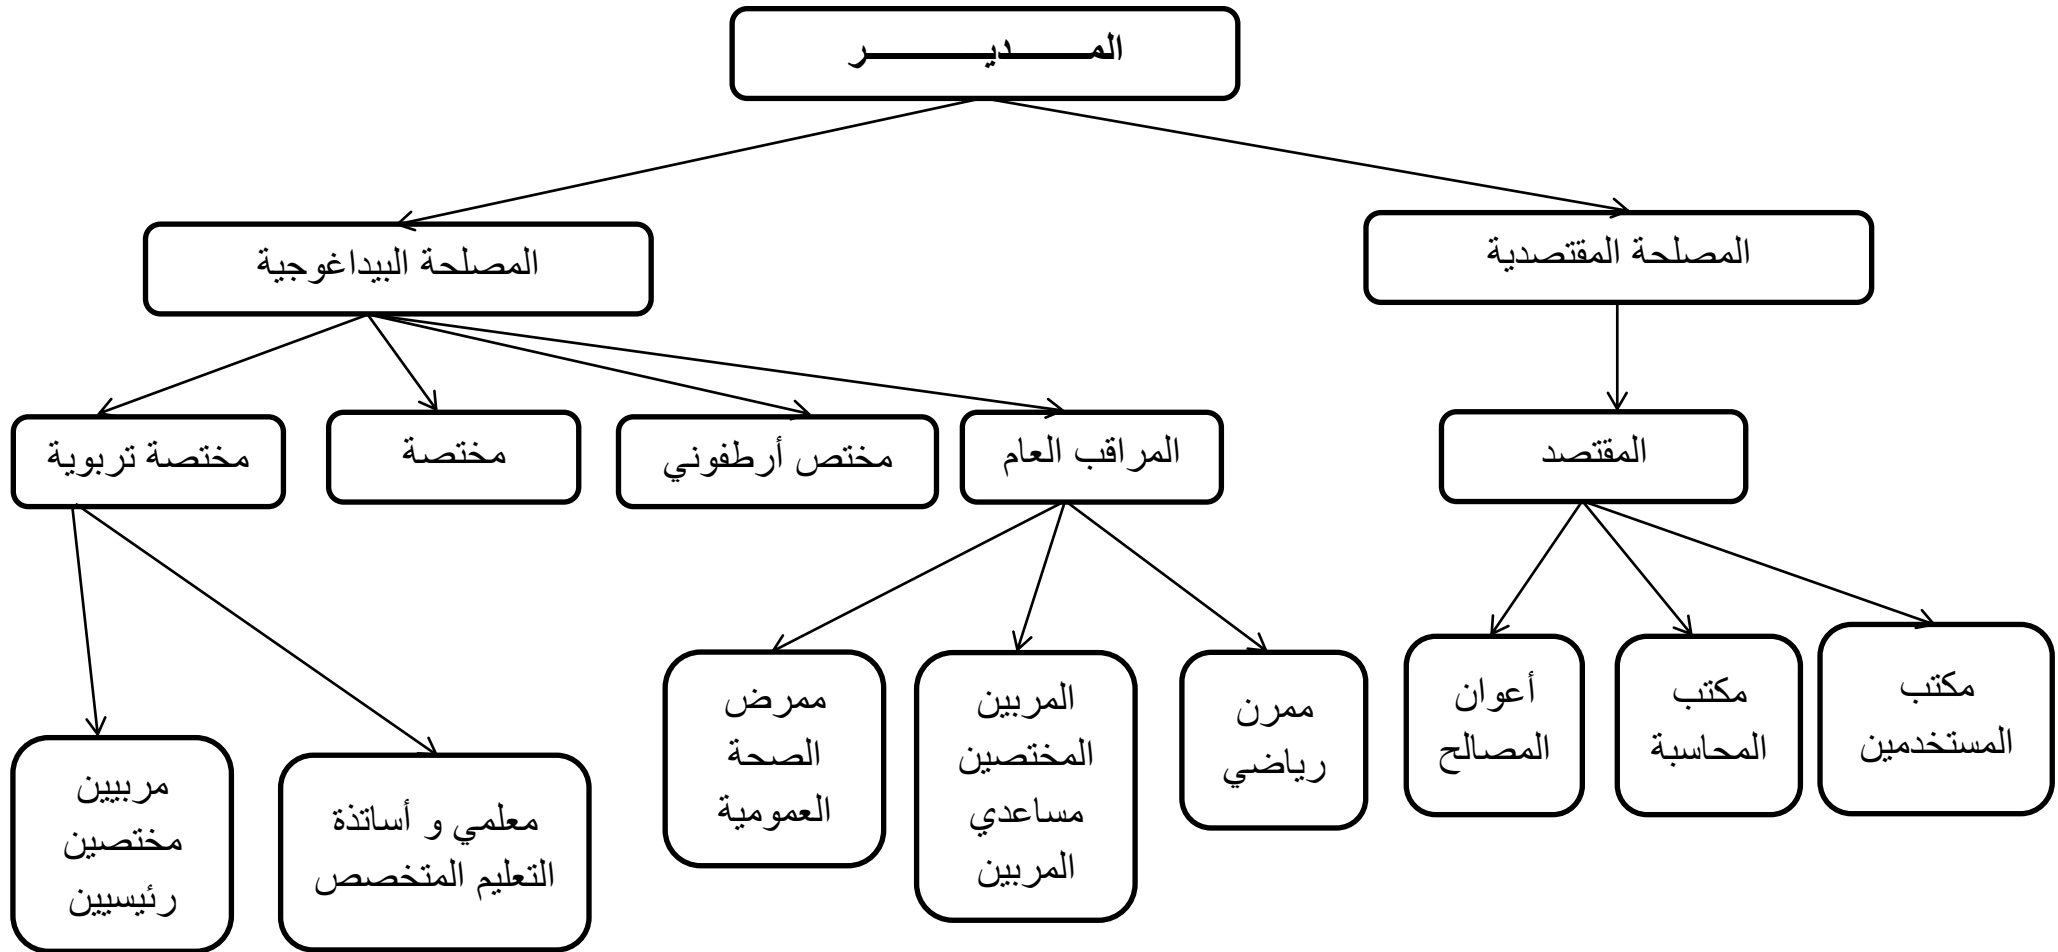 المـــــــديـــــــــــر
المصلحة المقتصدية
المصلحة البيداغوجية
المقتصد
المراقب العام
مختص أرطفوني
مختصة
مختصة تربوية
مكتب
المستخدمين
مكتب
المحاسبة
أعوان
المصالح
ممرن
رياضي
المربين
المختصين
مساعدي
المربين
ممرض
الصحة
العمومية
معلمي و أساتذة
التعليم المتخصص
مربيين
مختصين
رئيسيين